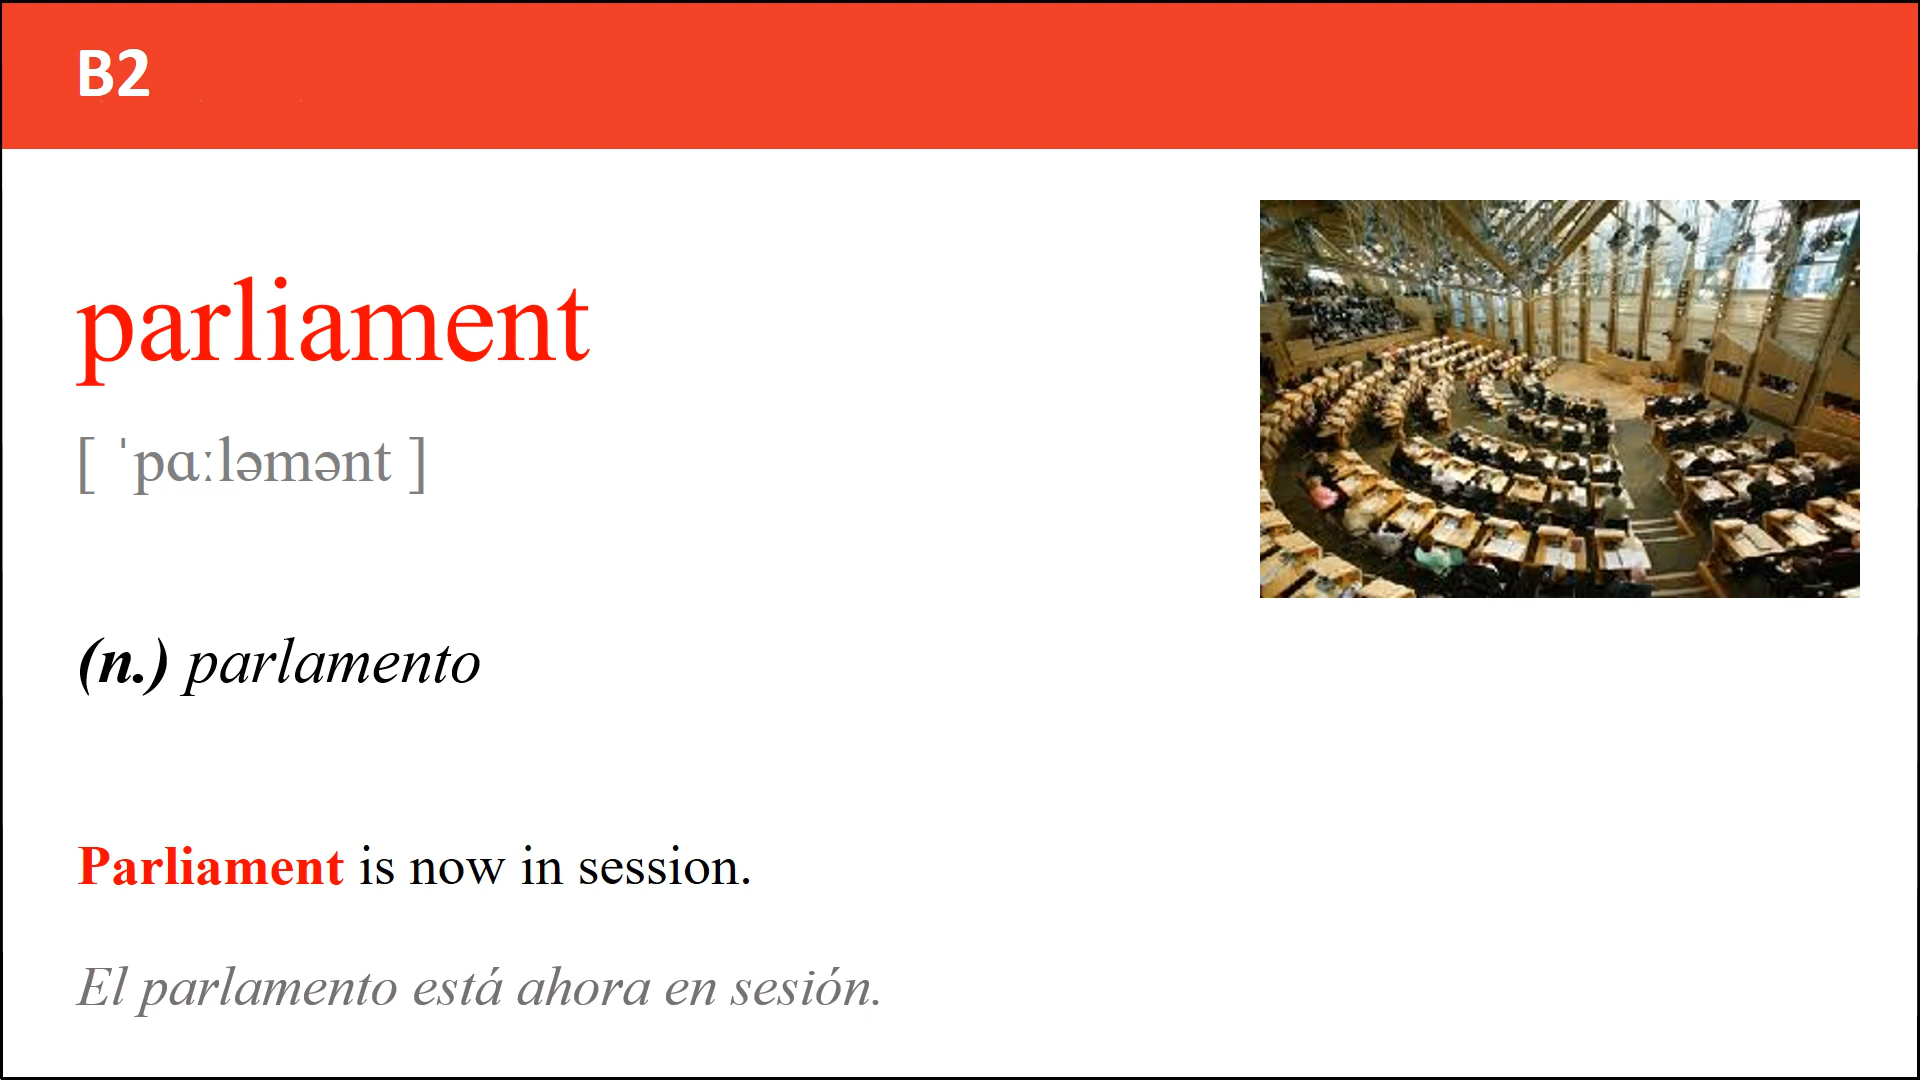 B2
parliament
[ ˈpɑːləmənt ]
(n.) parlamento
Parliament is now in session.
El parlamento está ahora en sesión.